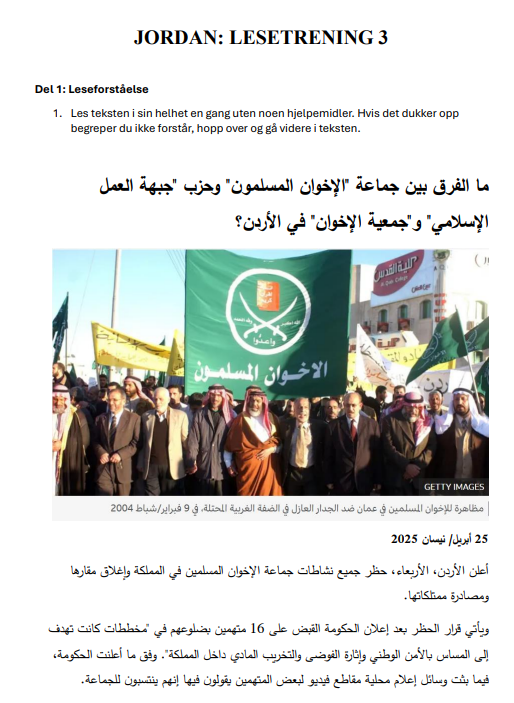 JORDAN: LESETRENING 3
Del 1: Leseforståelse
1. Les teksten i sin helhet en gang uten noen hjelpemidler. Hvis det dukker opp
begreper du ikke forstår, hopp over og gå videre i teksten.
ما الفرق بين جماعة "الإخوان المسلمون" وحزب "جبهة العمل
الإسلامي" و"جمعية الإخوان" في الأردن؟
كلية القدس
وأعدوا
الاخوان المسلمون
GETTY IMAGES
مظاهرة للإخوان المسلمين في عمان ضد الجدار العازل في الضفة الغربية المحتلة، في 9 فبراير/شباط 2004
25 أبريل/ نيسان 2025
أعلن الأردن، الأربعاء، حظر جميع نشاطات جماعة الإخوان المسلمين في المملكة وإغلاق مقارها
ومصادرة ممتلكاتها.
ويأتي قرار الحظر بعد إعلان الحكومة القبض على 16 متهمين بضلوعهم في "مخططات كانت تهدف
إلى المساس بالأمن الوطني وإثارة الفوضى والتخريب المادي داخل المملكة". وفق ما أعلنت الحكومة،
فيما بثت وسائل إعلام محلية مقاطع فيديو لبعض المتهمين يقولون فيها إنهم ينتسبون للجماعة.